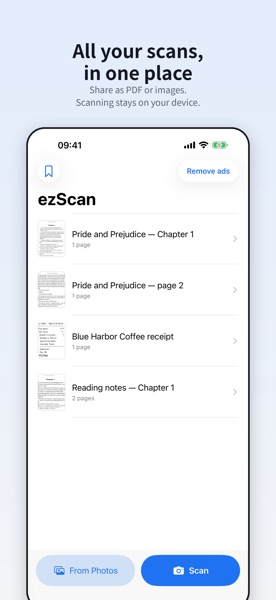 All your scans,
in one place
Share as PDF or images.
Scanning stays on your device.
09:41
Remove ads
ezScan
Pride and Prejudice — Chapter 1
1 page
Pride and Prejudice — page 2
1 page
Blue Harbor Coffee receipt
1 page
Reading notes — Chapter 1
2 pages
From Photos
Scan